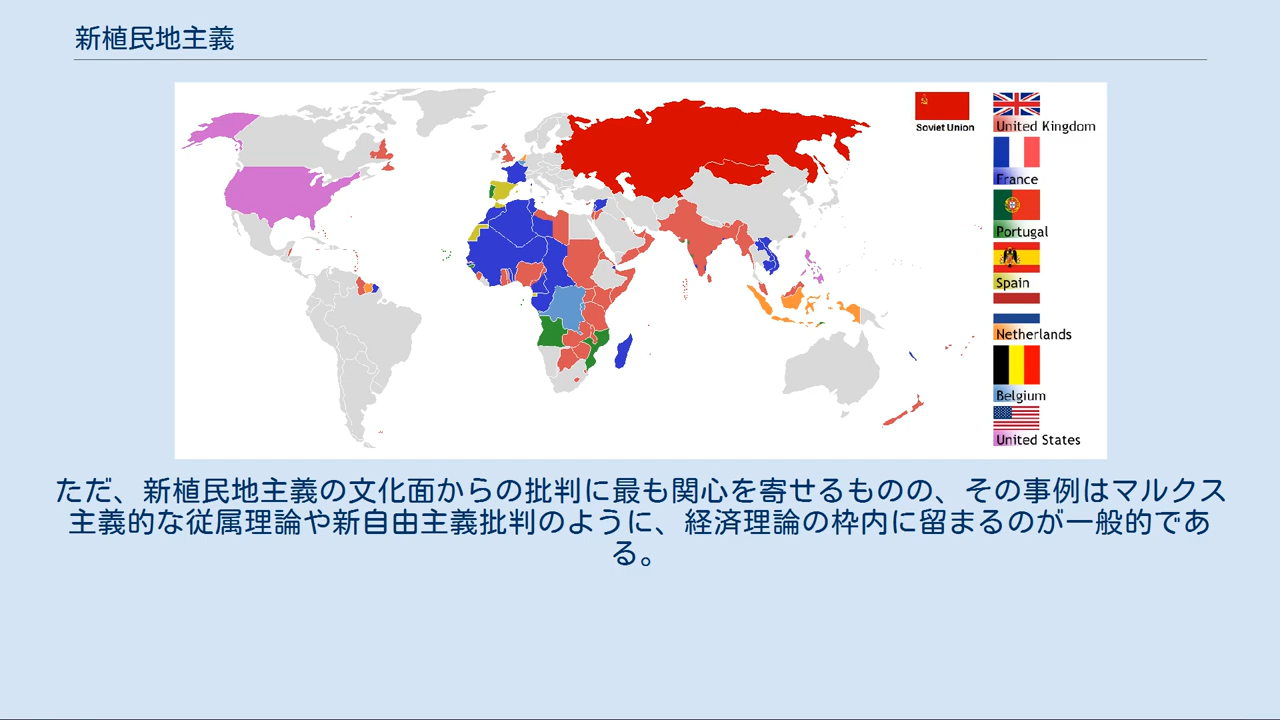 新植民地主義
Soviet Union
United Kingdom
France
Portugal
Spain
Netherlands
Belgium
United States
ただ、新植民地主義の文化面からの批判に最も関心を寄せるものの、その事例はマルクス
主義的な従属理論や新自由主義批判のように、経済理論の枠内に留まるのが一般的であ
る。